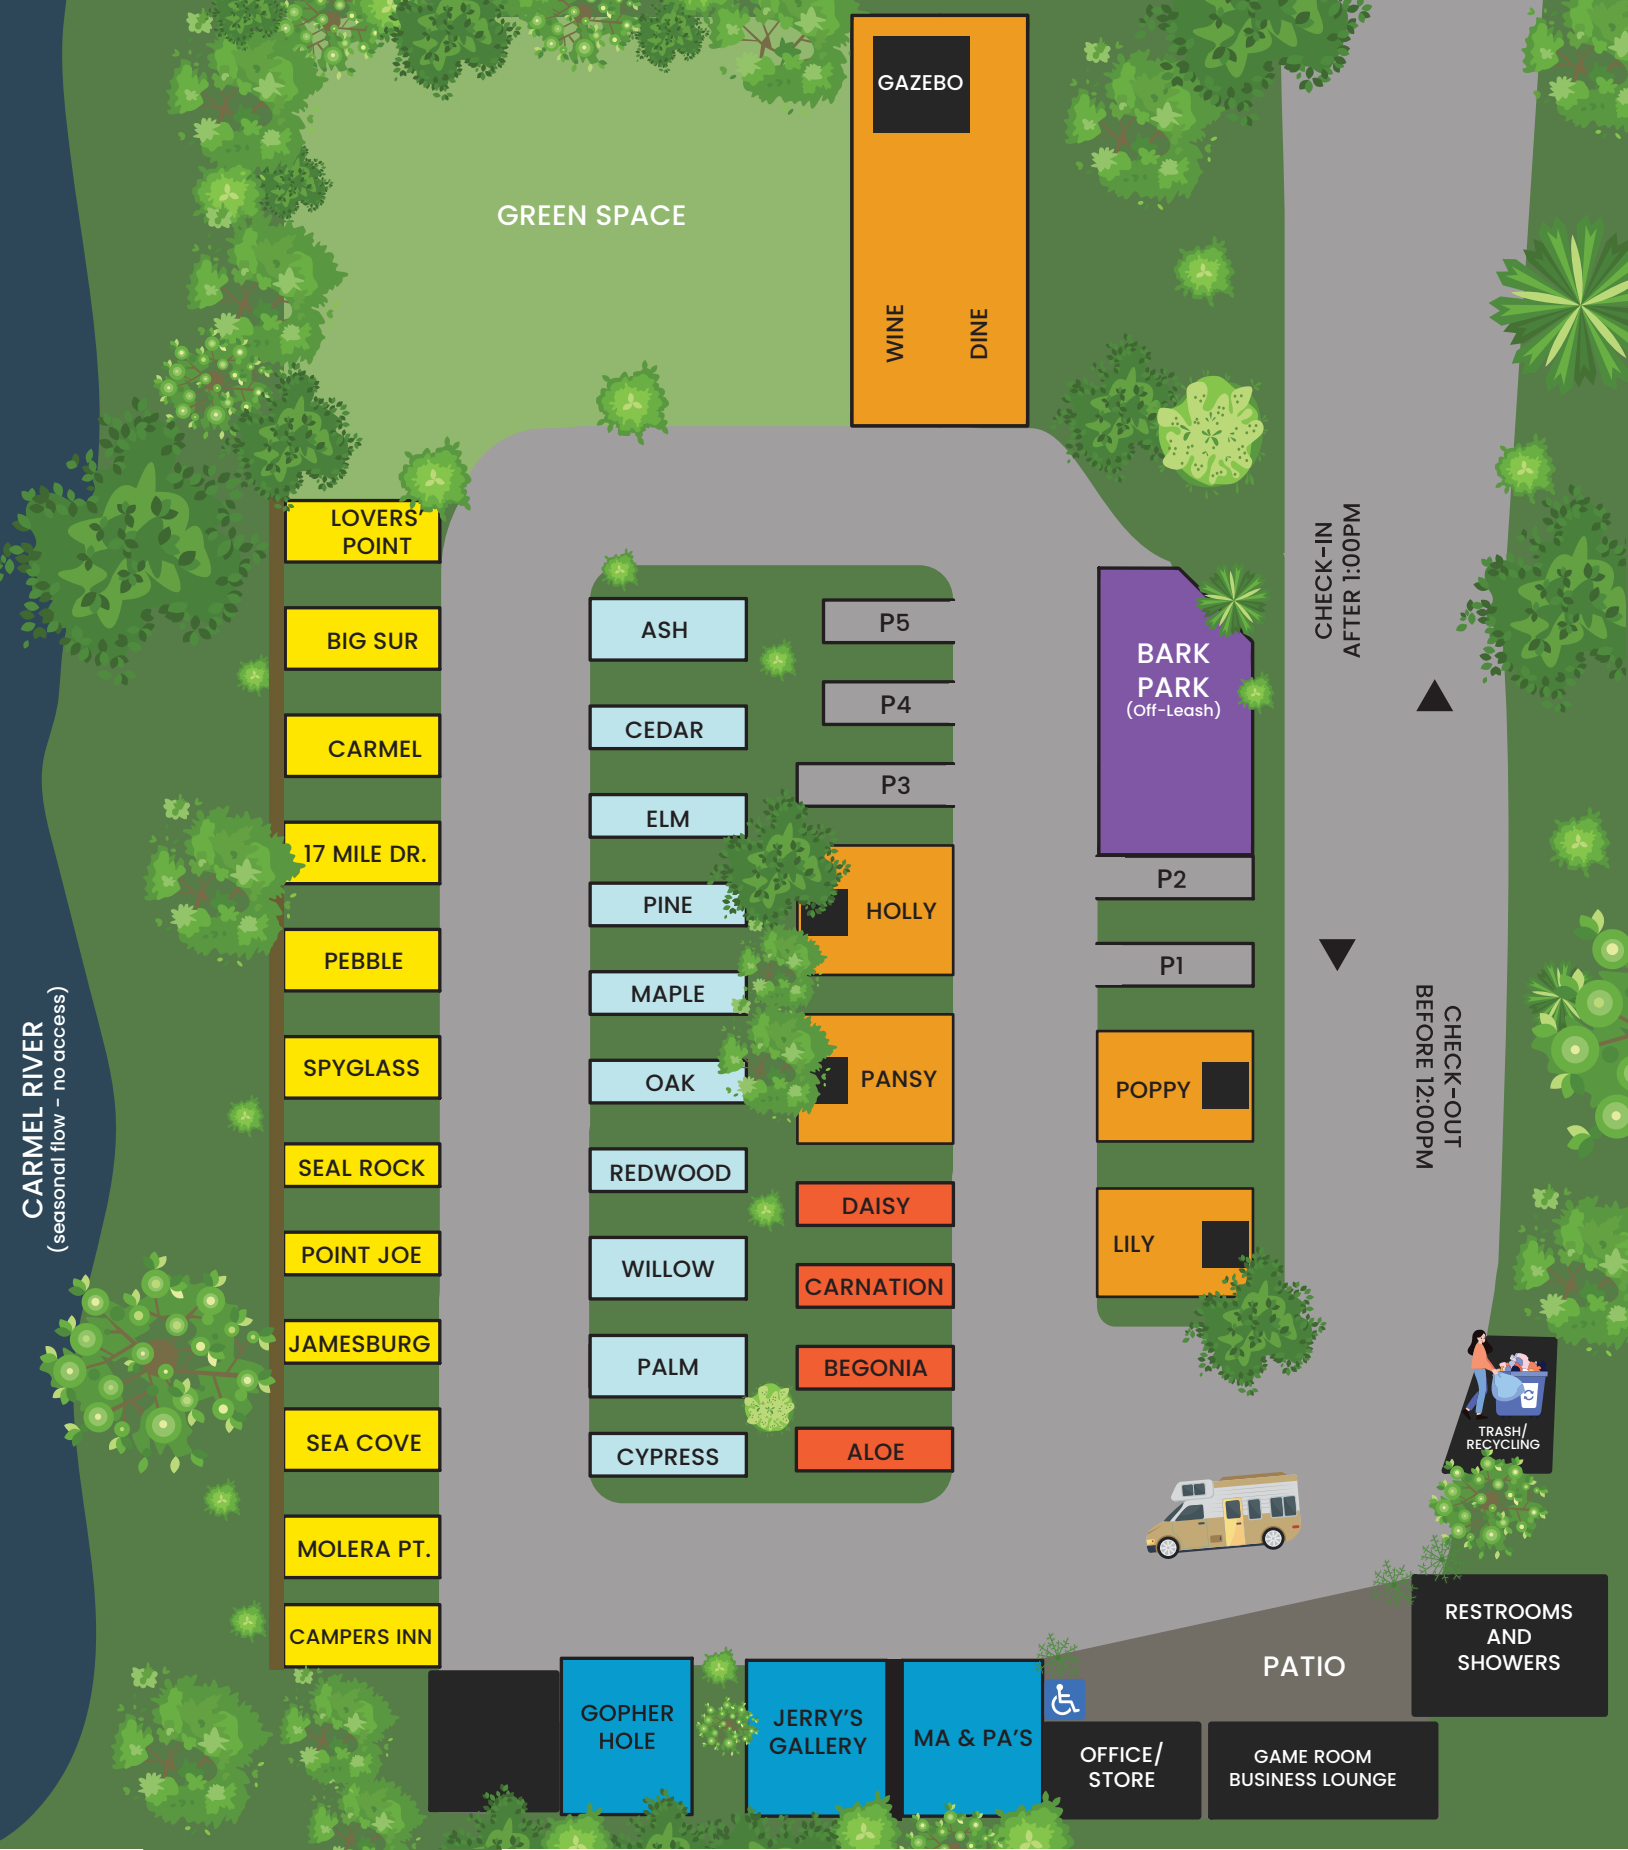 GAZEBO
GREEN SPACE
WINE
DINE
CHECK-IN
AFTER 1:00PM
LOVERS'
POINT
BIG SUR
CARMEL
17 MILE DR.
PEBBLE
SPYGLASS
SEAL ROCK
POINT JOE
JAMESBURG
SEA COVE
MOLERA PT.
CAMPERS INN
CARMEL RIVER
(seasonal flow - no access)
ASH
CEDAR
ELM
PINE
MAPLE
OAK
REDWOOD
WILLOW
PALM
CYPRESS
P5
P4
P3
HOLLY
PANSY
DAISY
CARNATION
BEGONIA
ALOE
BARK
PARK
(Off-Leash)
P2
P1
POPPY
LILY
CHECK-OUT
BEFORE 12:00PM
TRASH/
RECYCLING
RESTROOMS
AND
SHOWERS
PATIO
GOPHER
HOLE
JERRY'S
GALLERY
MA & PA'S
OFFICE/
STORE
GAME ROOM
BUSINESS LOUNGE